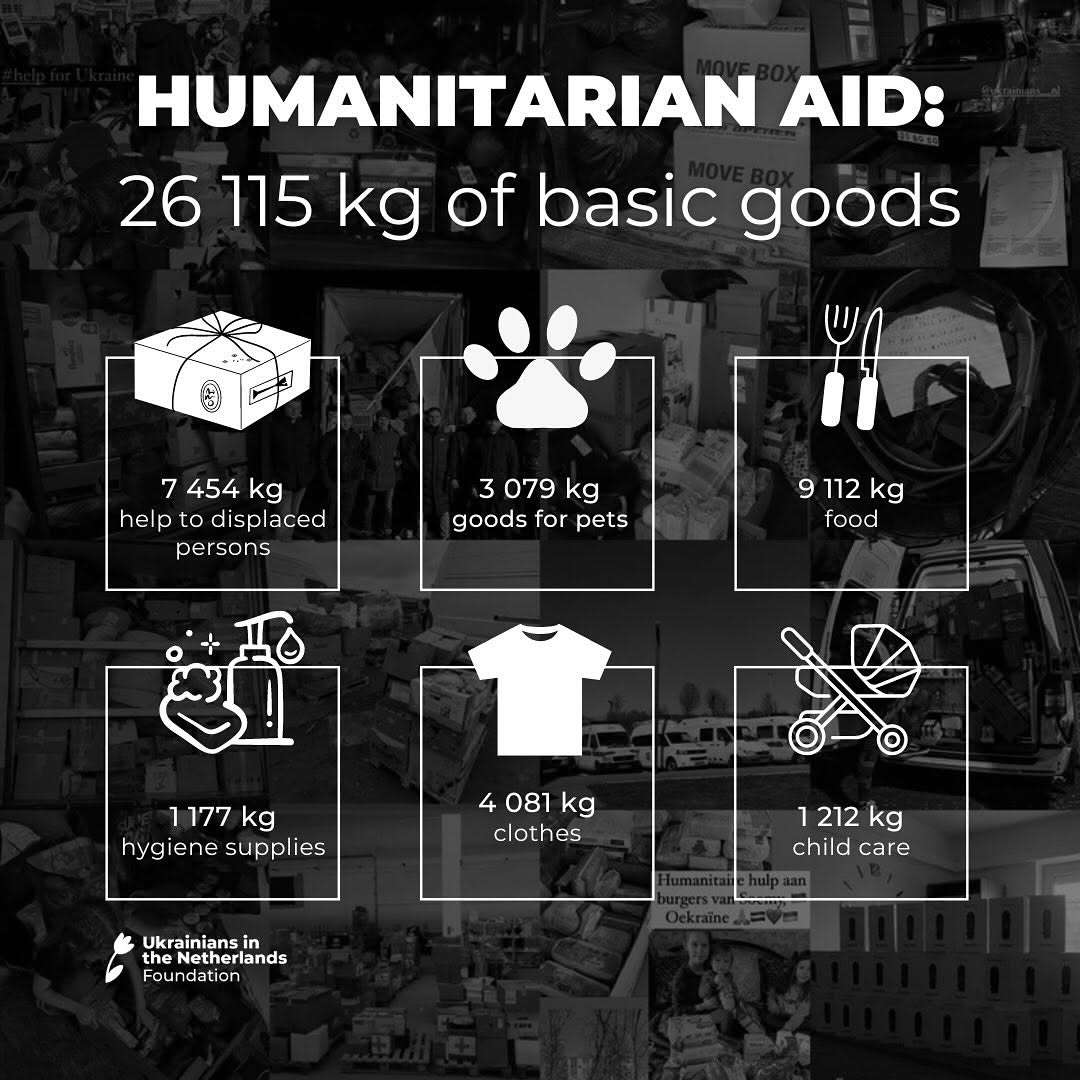 #help for Ukraine
MOVE BOX
HUMANITARIAN AID:
@ukrainians_nl
MOVE BOX
26 115 kg of basic goods
7 454 kg
help to displaced
persons
3 079 kg
goods for pets
9 112 kg
food
1 177 kg
hygiene supplies
4 081 kg
clothes
1 212 kg
child care
Humanitaire hulp aan
burgers van Soemy,
Oekraïne
Ukrainians in
the Netherlands
Foundation